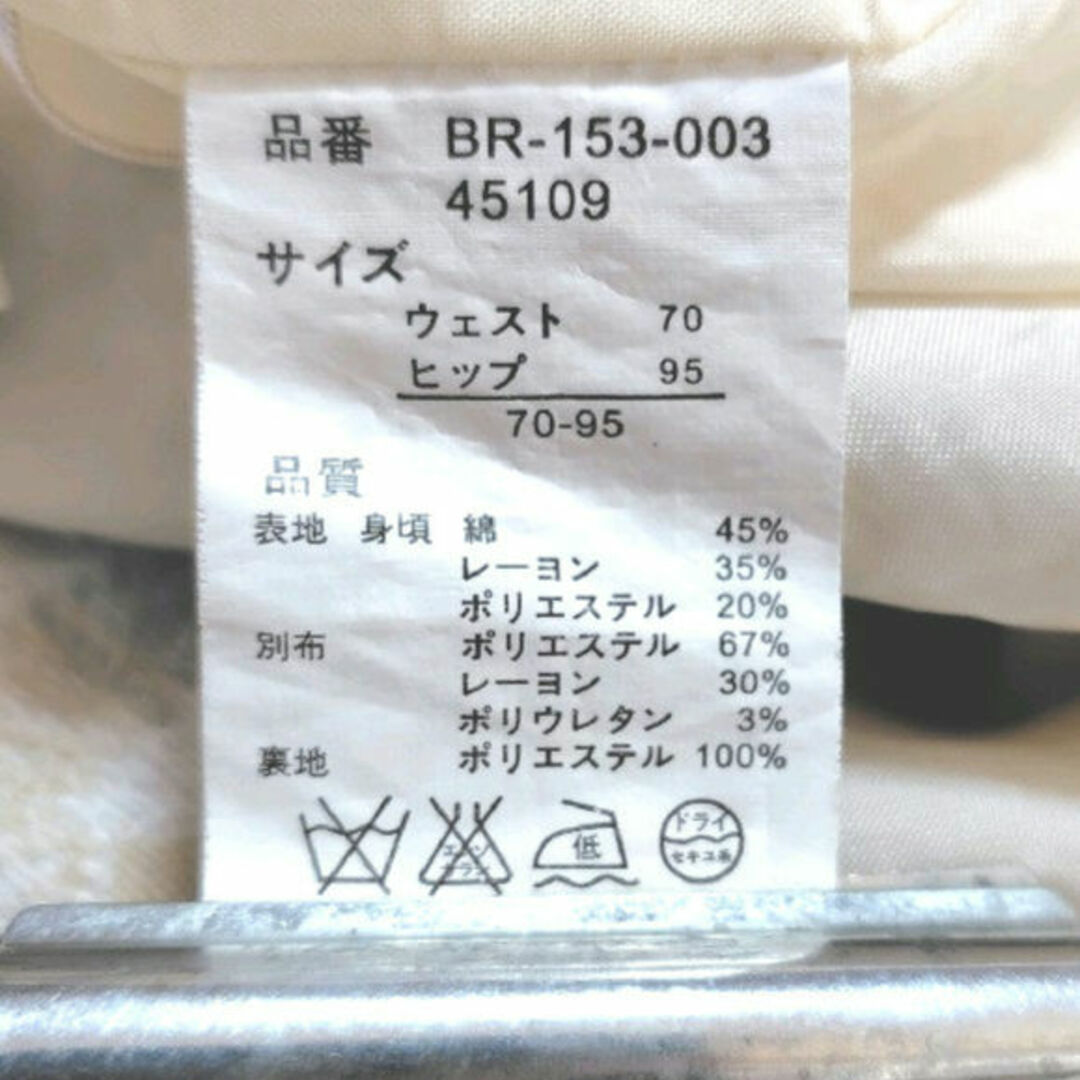 品番 BR-153-003
45109
サイズ
ウェスト 70
ヒップ 95
70-95
品質
表地 身頃 綿 45%
レーヨン 35%
ポリエステル 20%
別布 ポリエステル 67%
レーヨン 30%
ポリウレタン 3%
裏地 ポリエステル 100%
低 ドライ
セキユ系